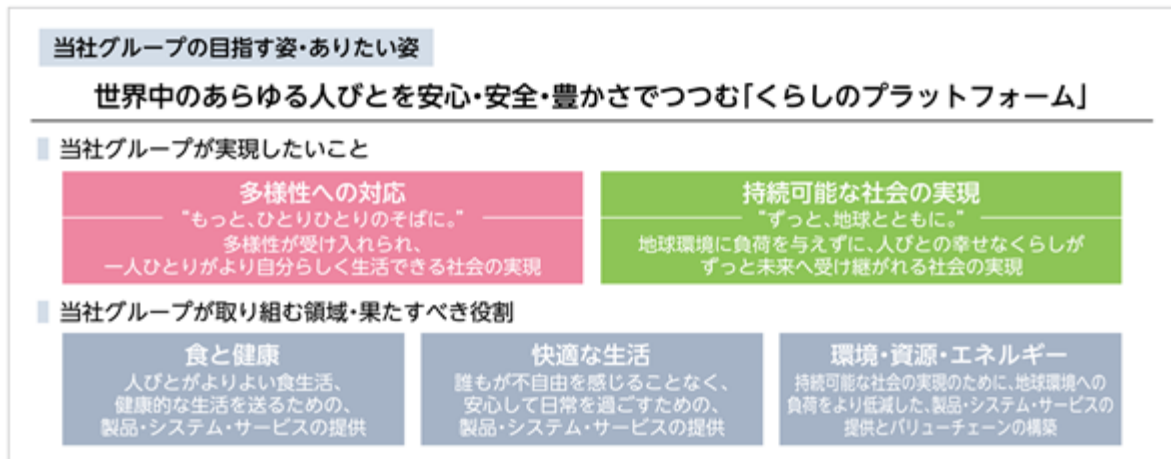 当社グループの目指す姿・ありたい姿
世界中のあらゆる人びとを安心・安全・豊かさでつつむ「くらしのプラットフォーム」
当社グループが実現したいこと
多様性への対応
"もっと、ひとりひとりのそばに。"
多様性が受け入れられ、
一人ひとりがより自分らしく生活できる社会の実現
持続可能な社会の実現
"ずっと、地球とともに。"
地球環境に負荷を与えずに、人びとの幸せなくらしが
ずっと未来へ受け継がれる社会の実現
当社グループが取り組む領域・果たすべき役割
食と健康
人びとがよりよい食生活、
健康的な生活を送るための、
製品・システム・サービスの提供
快適な生活
誰もが不自由を感じることなく、
安心して日常を過ごすための、
製品・システム・サービスの提供
環境・資源・エネルギー
持続可能な社会の実現のために、地球環境への
負荷をより低減した、製品・システム・サービスの
提供とバリューチェーンの構築